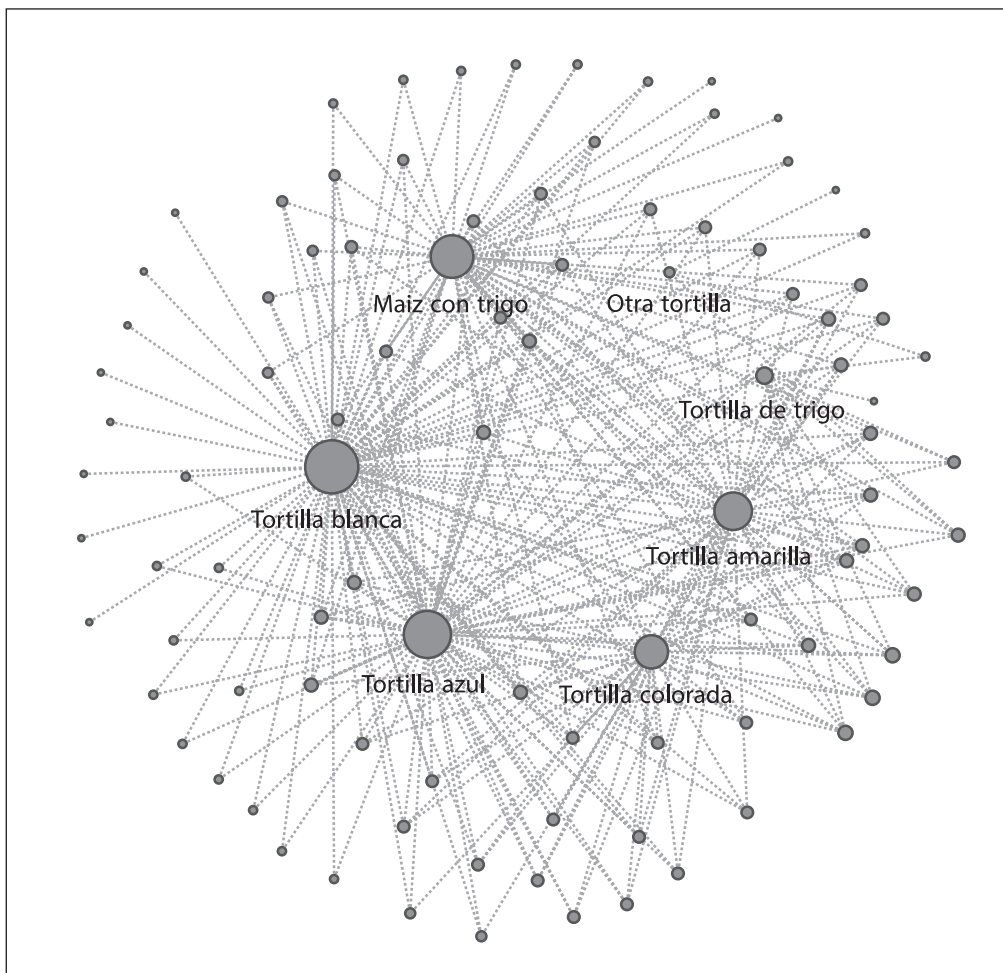 Maiz con trigo
Otra tortilla
Tortilla de trigo
Tortilla blanca
Tortilla amarilla
Tortilla azul
Tortilla colorada